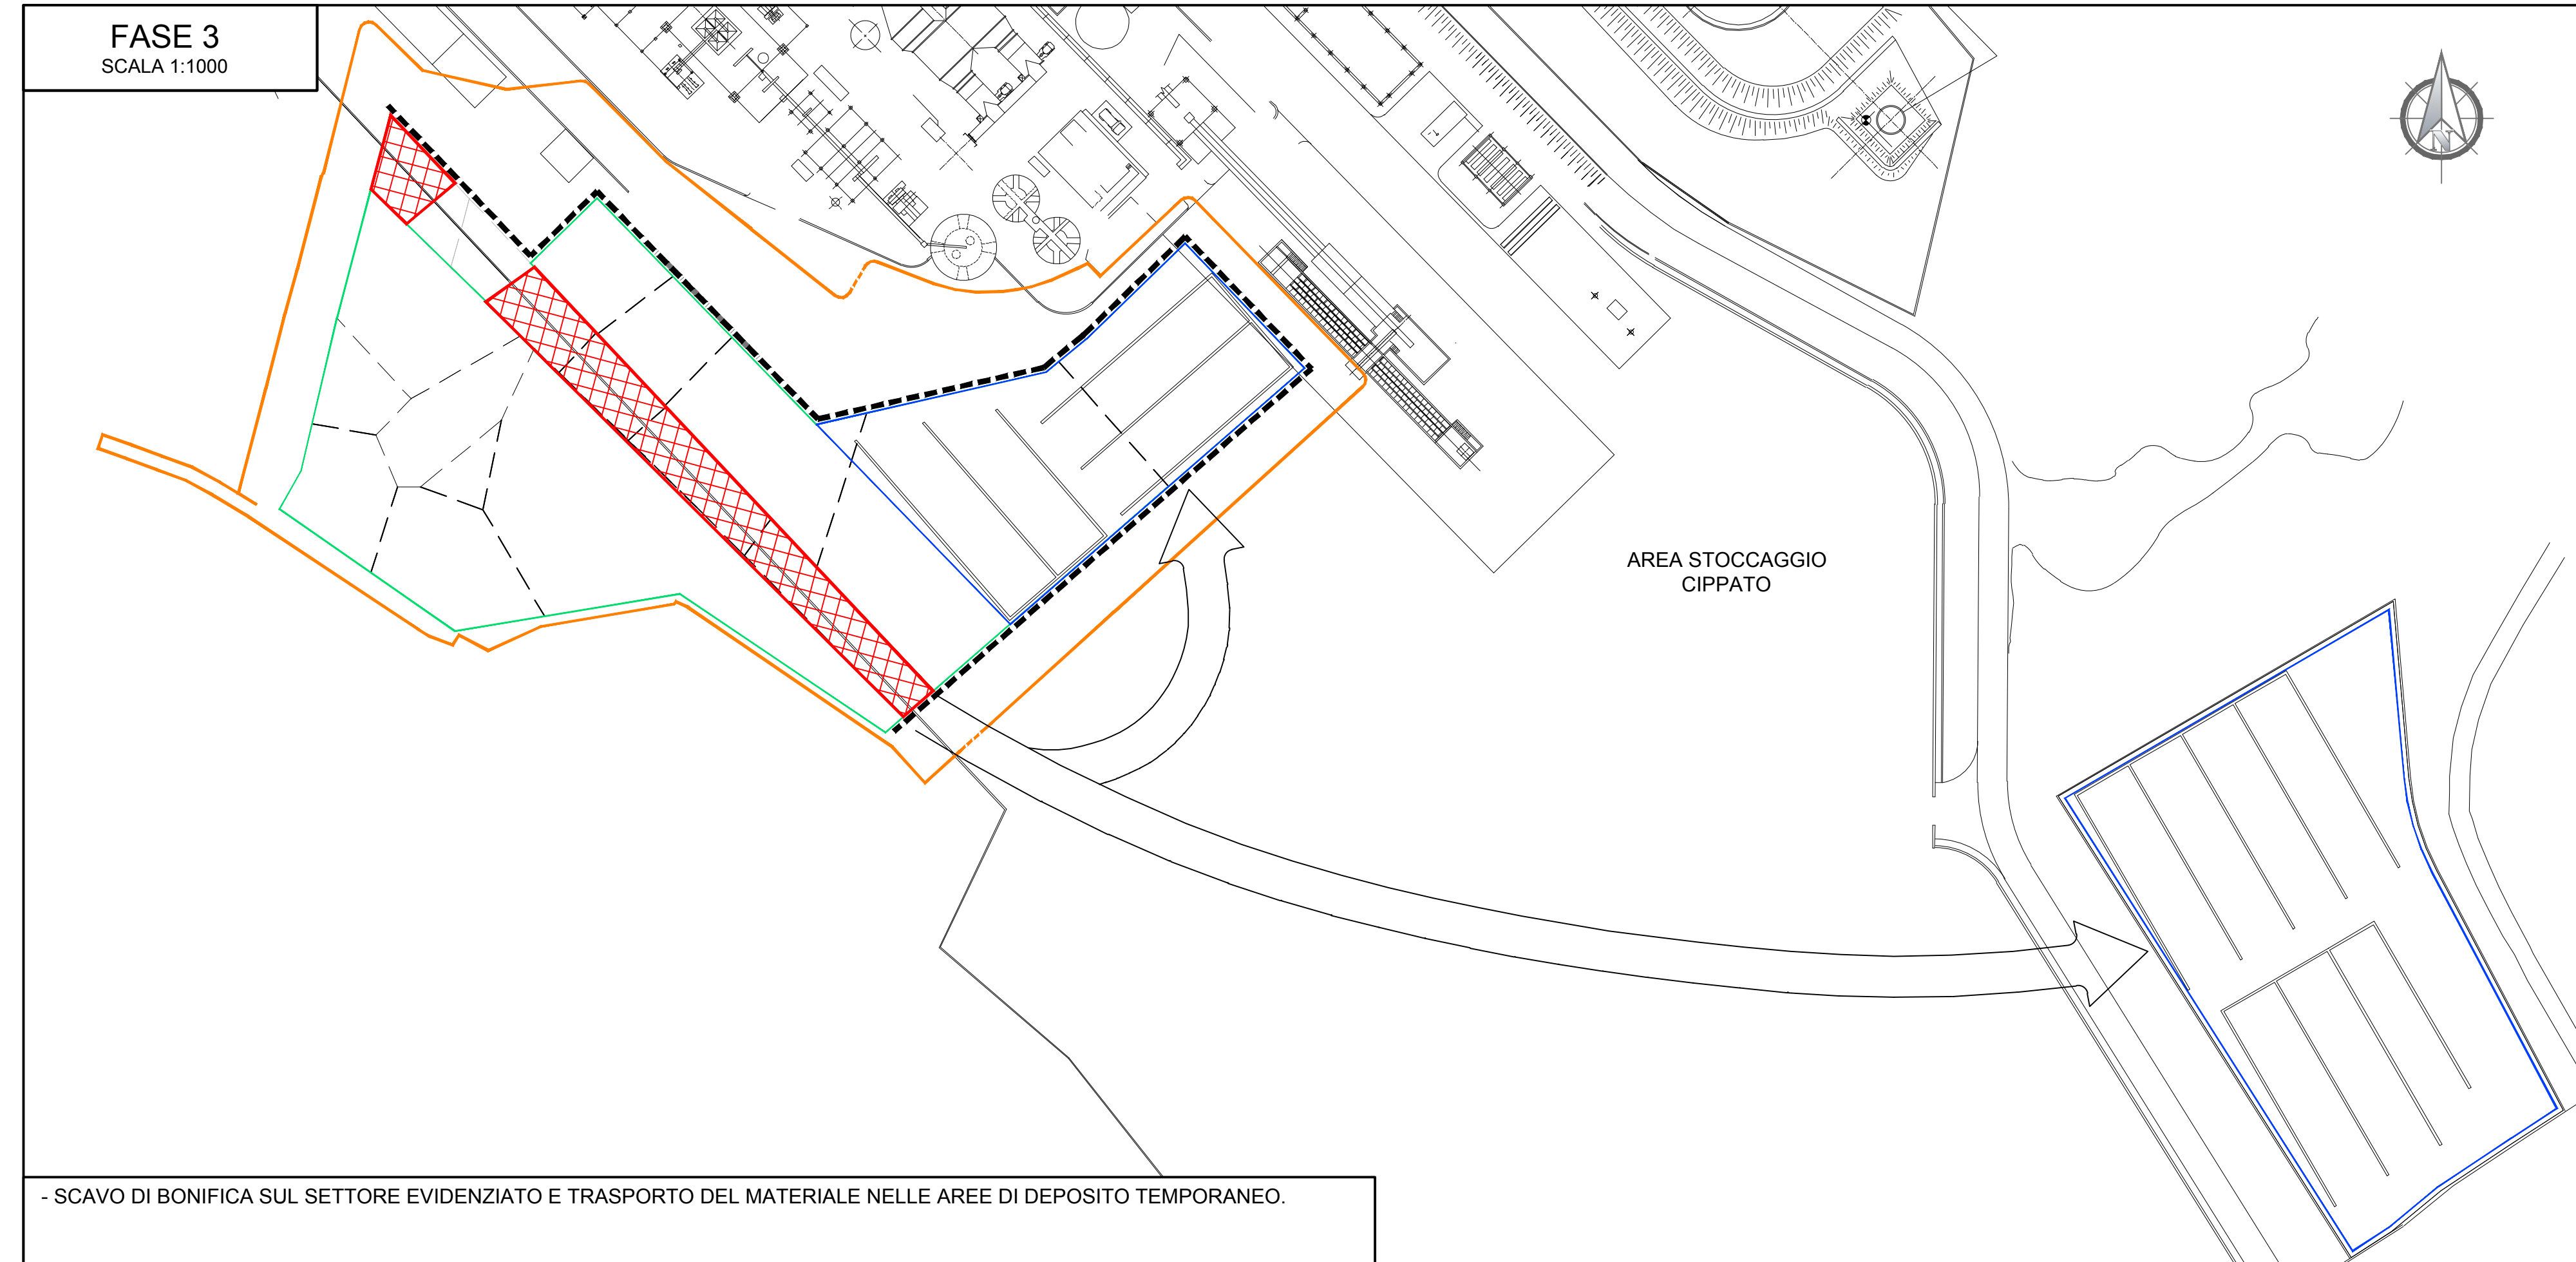 FASE 3
SCALA 1:1000
N
AREA STOCCAGGIO
CIPPATO
- SCAVO DI BONIFICA SUL SETTORE EVIDENZIATO E TRASPORTO DEL MATERIALE NELLE AREE DI DEPOSITO TEMPORANEO.